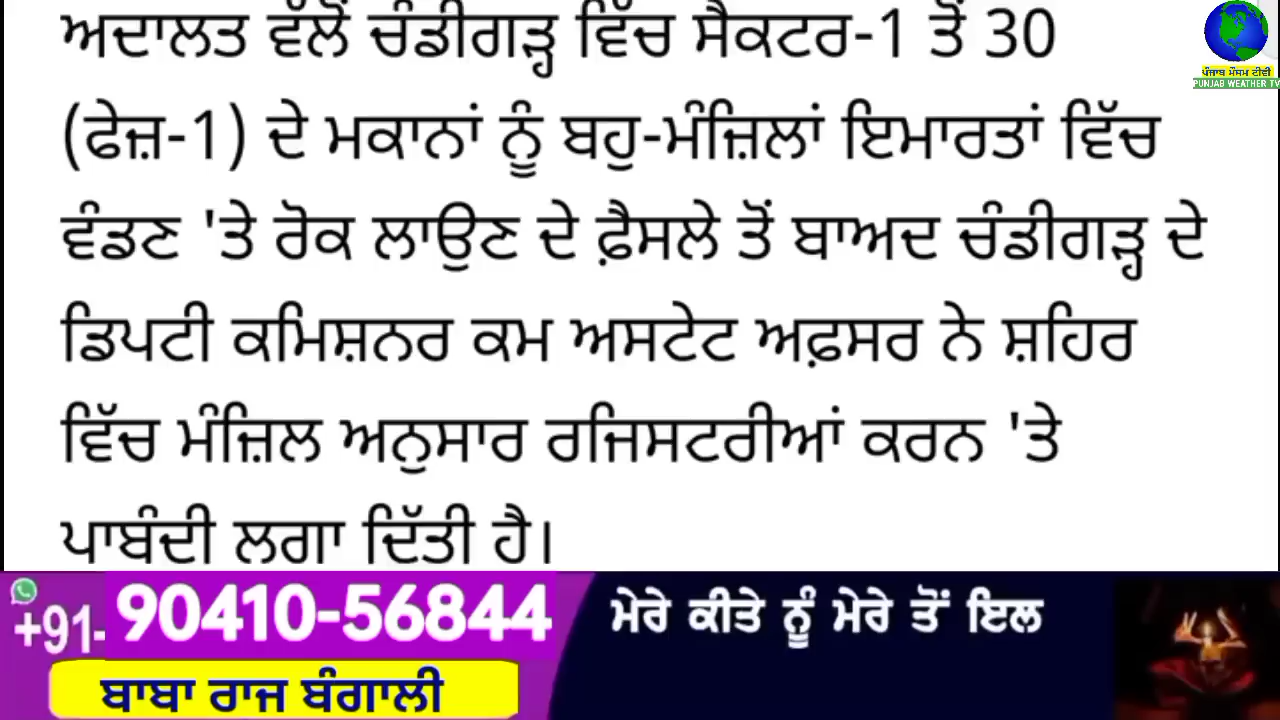 ਅਦਾਲਤ ਵੱਲੋਂ ਚੰਡੀਗੜ੍ਹ ਵਿੱਚ ਸੈਕਟਰ-1 ਤੋਂ 30
(ਫੇਜ਼-1) ਦੇ ਮਕਾਨਾਂ ਨੂੰ ਬਹੁ-ਮੰਜ਼ਿਲਾਂ ਇਮਾਰਤਾਂ ਵਿੱਚ
ਵੰਡਣ 'ਤੇ ਰੋਕ ਲਾਉਣ ਦੇ ਫ਼ੈਸਲੇ ਤੋਂ ਬਾਅਦ ਚੰਡੀਗੜ੍ਹ ਦੇ
ਡਿਪਟੀ ਕਮਿਸ਼ਨਰ ਕਮ ਅਸਟੇਟ ਅਫ਼ਸਰ ਨੇ ਸ਼ਹਿਰ
ਵਿੱਚ ਮੰਜ਼ਿਲ ਅਨੁਸਾਰ ਰਜਿਸਟਰੀਆਂ ਕਰਨ 'ਤੇ
ਪਾਬੰਦੀ ਲਗਾ ਦਿੱਤੀ ਹੈ।
ਪੰਜਾਬ ਮੌਸਮ ਟੀਵੀ
PUNJAB WEATHER TV
+91- 90410-56844
ਬਾਬਾ ਰਾਜ ਬੰਗਾਲੀ
ਮੇਰੇ ਕੀਤੇ ਨੂੰ ਮੇਰੇ ਤੋਂ ਇਲ